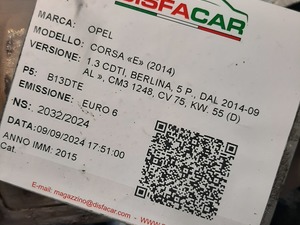 DISFACAR
MARCA: OPEL
MODELLO: CORSA «E» (2014)
VERSIONE: 1.3 CDTI, BERLINA, 5 P., DAL 2014-09
AL », CM3 1248, CV 75, KW. 55 (D)
P5: B13DTE
EMISSIONE: EURO 6
NS: 2032/2024
DATA:09/09/2024 17:51:00
ANNO IMM: 2015
Cat.
E-mail: magazzino@disfacar.com